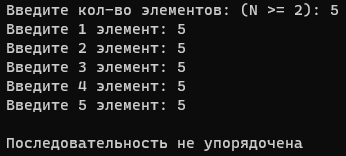 Введите кол-во элементов: (N >= 2): 5
Введите 1 элемент: 5
Введите 2 элемент: 5
Введите 3 элемент: 5
Введите 4 элемент: 5
Введите 5 элемент: 5
Последовательность не упорядочена